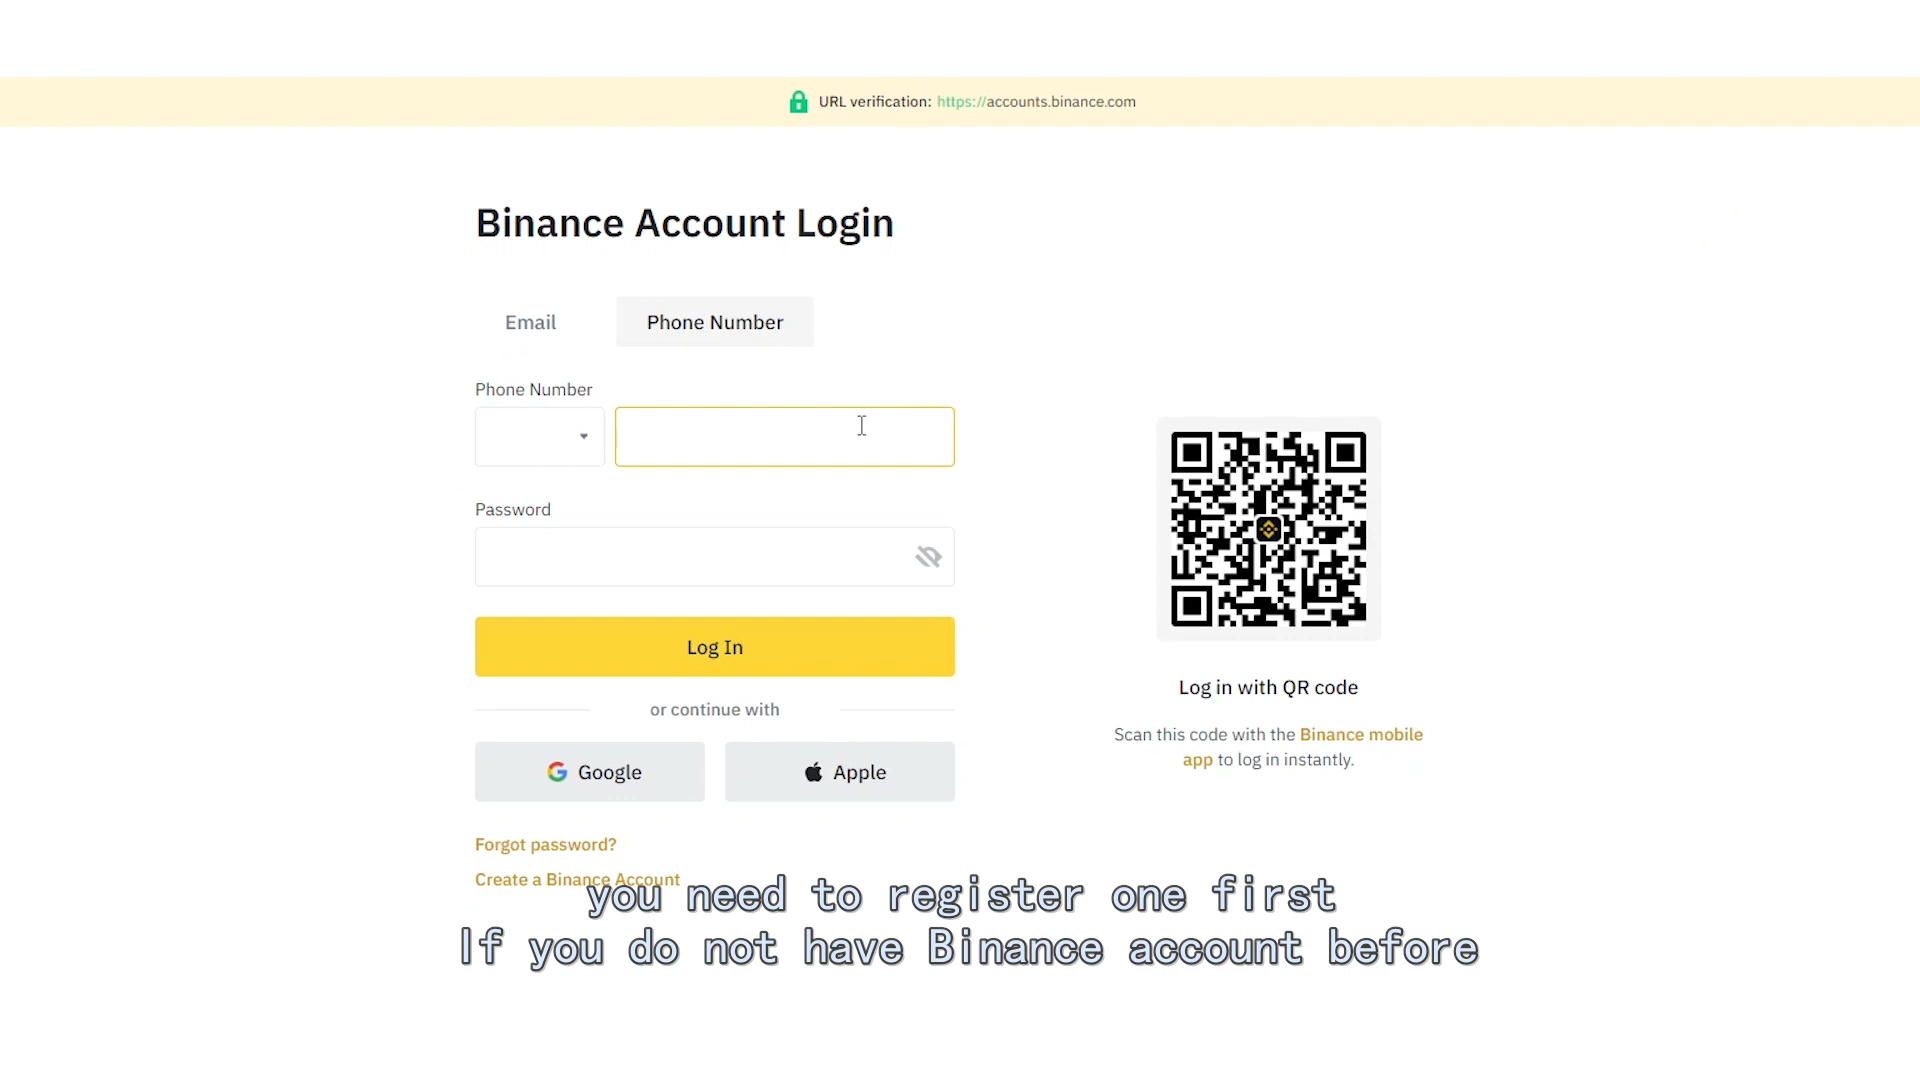 URL verification: https://accounts.binance.com
Binance Account Login
Email
Phone Number
Phone Number
Password
Log In
or continue with
Google
Apple
Forgot password?
Create a Binance Account
Log in with QR code
Scan this code with the Binance mobile
app to log in instantly.
you need to register one first
If you do not have Binance account before